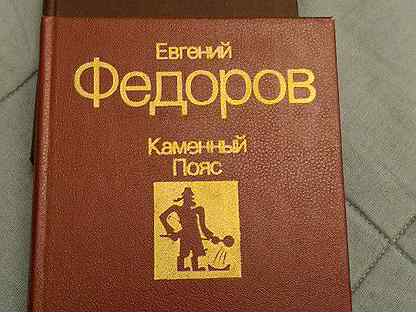 Евгений
Федоров
Каменный
Пояс